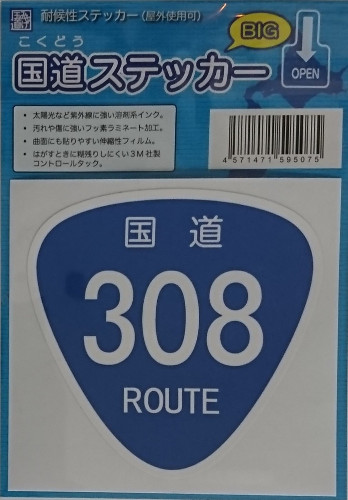 耐候性ステッカー（屋外使用可）
こくどう
国道ステッカー
BIG
OPEN
• 太陽光など紫外線に強い溶剤系インク。
• 汚れや傷に強いフッ素ラミネート加工。
• 曲面にも貼りやすい伸縮性フィルム。
• はがすときに糊残りしにくい３Ｍ社製
コントロールタック。
4 571471 595075
国道
308
ROUTE